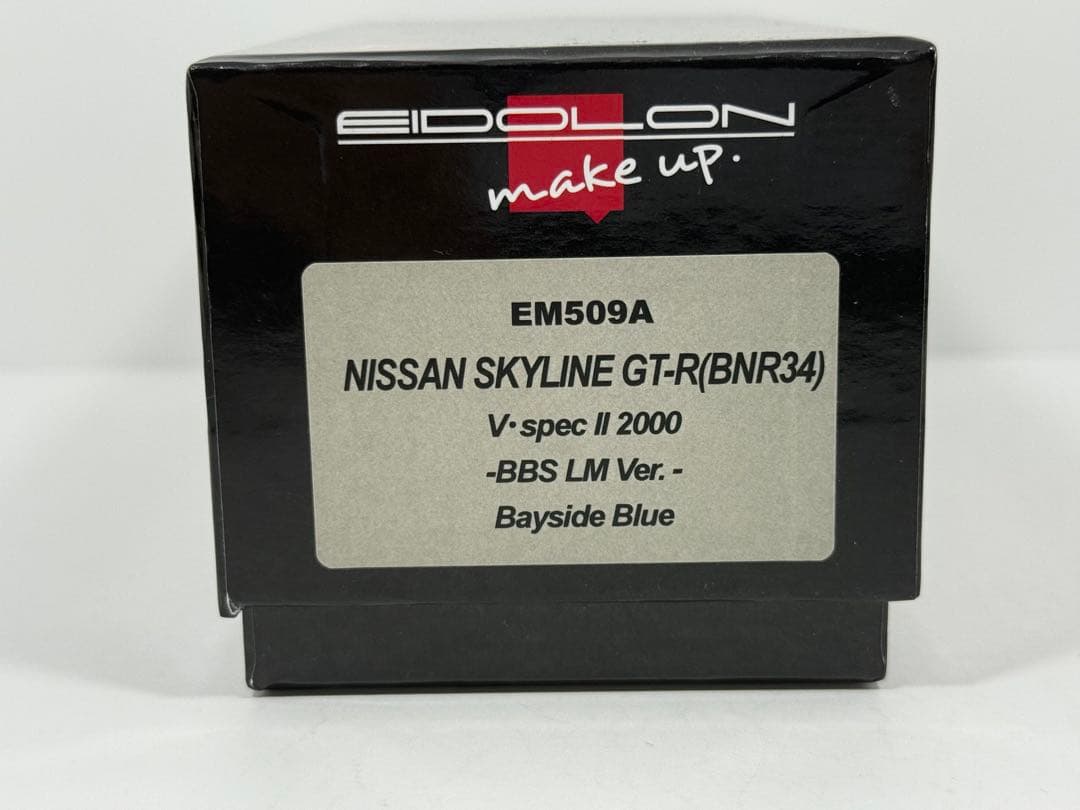 EIDOLON
make up.
EM509A
NISSAN SKYLINE GT-R(BNR34)
V・spec II 2000
-BBS LM Ver. -
Bayside Blue